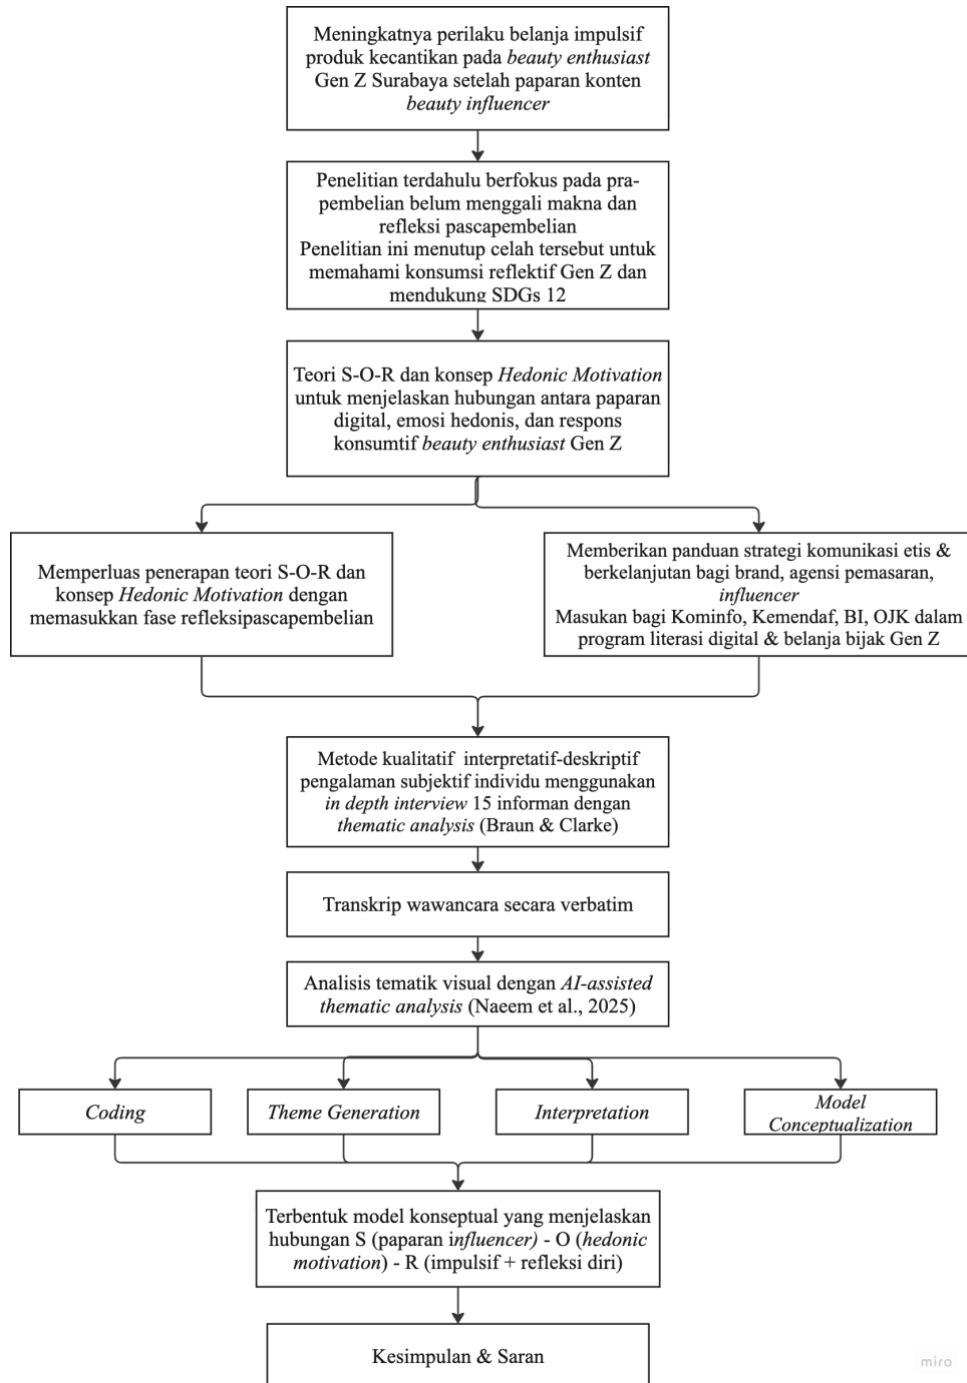 Meningkatnya perilaku belanja impulsif
produk kecantikan pada beauty enthusiast
Gen Z Surabaya setelah paparan konten
beauty influencer
Penelitian terdahulu berfokus pada pra-
pembelian belum menggali makna dan
refleksi pascapembelian
Penelitian ini menutup celah tersebut untuk
memahami konsumsi reflektif Gen Z dan
mendukung SDGs 12
Teori S-O-R dan konsep Hedonic Motivation
untuk menjelaskan hubungan antara paparan
digital, emosi hedonis, dan respons
konsumtif beauty enthusiast Gen Z
Memperluas penerapan teori S-O-R dan
konsep Hedonic Motivation dengan
memasukkan fase refleksipascapembelian
Memberikan panduan strategi komunikasi etis &
berkelanjutan bagi brand, agensi pemasaran,
influencer
Masukan bagi Kominfo, Kemendaf, BI, OJK dalam
program literasi digital & belanja bijak Gen Z
Metode kualitatif interpretatif-deskriptif
pengalaman subjektif individu menggunakan
in depth interview 15 informan dengan
thematic analysis (Braun & Clarke)
Transkrip wawancara secara verbatim
Analisis tematik visual dengan AI-assisted
thematic analysis (Naeem et al., 2025)
Coding
Theme Generation
Interpretation
Model
Conceptualization
Terbentuk model konseptual yang menjelaskan
hubungan S (paparan influencer) - O (hedonic
motivation) - R (impulsif + refleksi diri)
Kesimpulan & Saran
miro